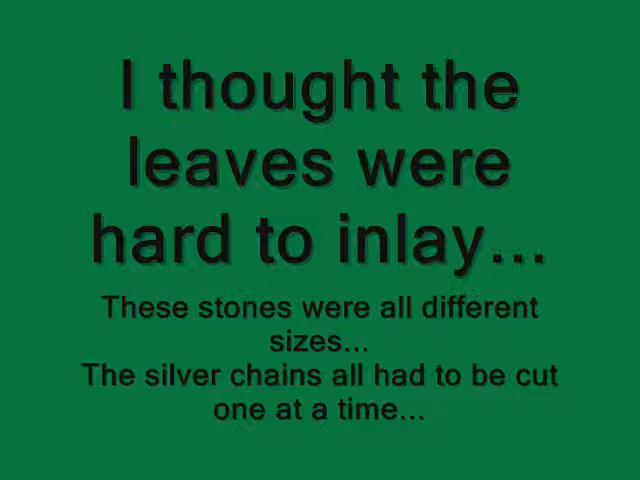 I thought the
leaves were
hard to inlay...
These stones were all different
sizes...
The silver chains all had to be cut
one at a time...